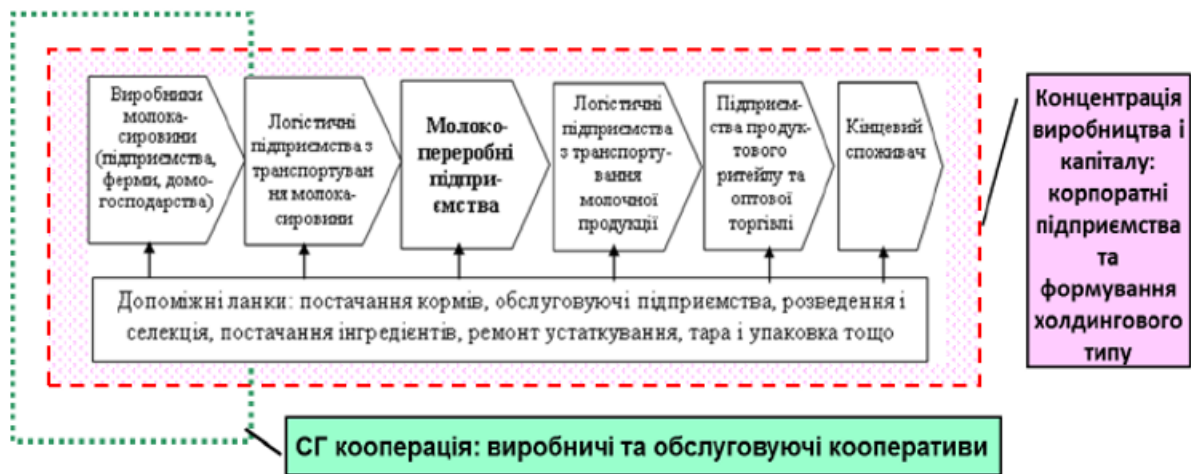 Виробники
молока-
сировини
(підприємства,
ферми, домо-
господарства)
Логістичні
підприємства з
транспортуван
ня молока-
сировини
Молоко-
переробні
підпри-
ємства
Логістичні
підприємства
з транспорту-
вання
молочної
продукції
Підприєм-
ства продук-
тового
ритейлу та
оптової
торгівлі
Кінцевий
споживач
Допоміжні ланки: постачання кормів, обслуговуючі підприємства, розведення і
селекція, постачання інгредієнтів, ремонт устаткування, тара і упаковка тощо
Концентрація
виробництва і
капіталу:
корпоратні
підприємства
та
формування
холдингового
типу
СГ кооперація: виробничі та обслуговуючі кооперативи